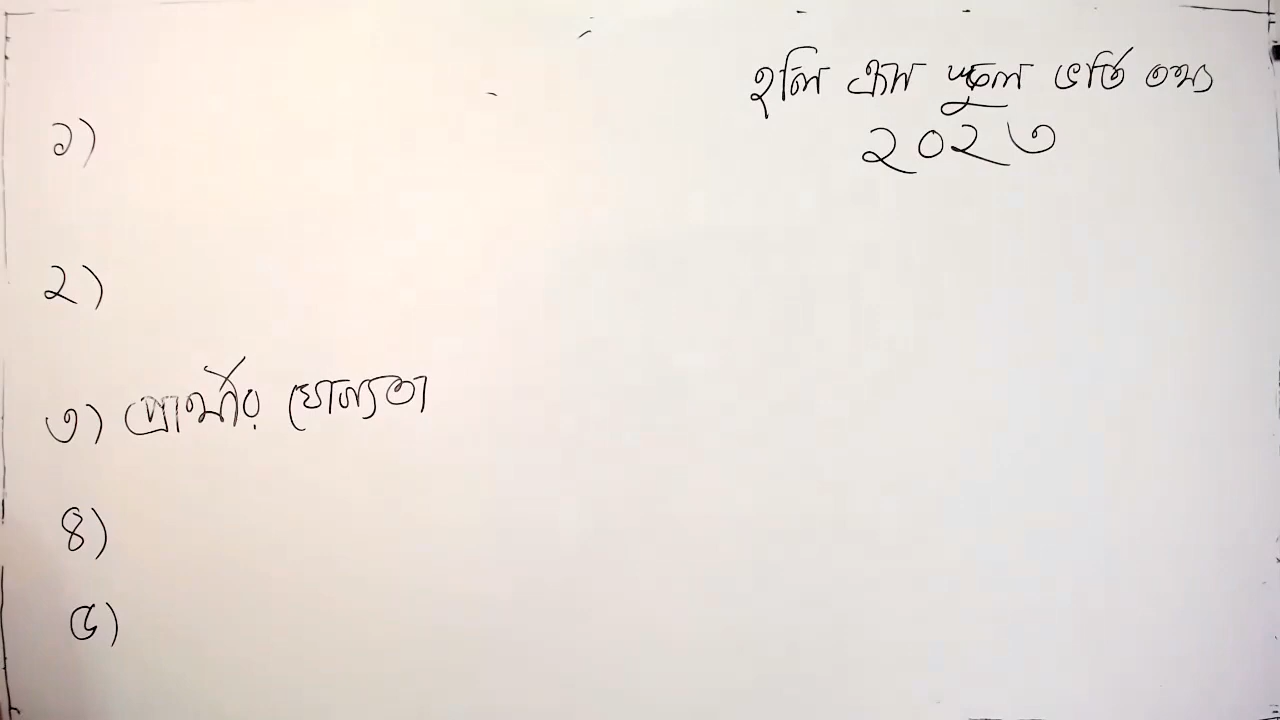 হলি ক্রস স্কুল ভর্তি তথ্য
২০২৩
১)
২)
৩) প্রার্থীর যোগ্যতা
৪)
৫)